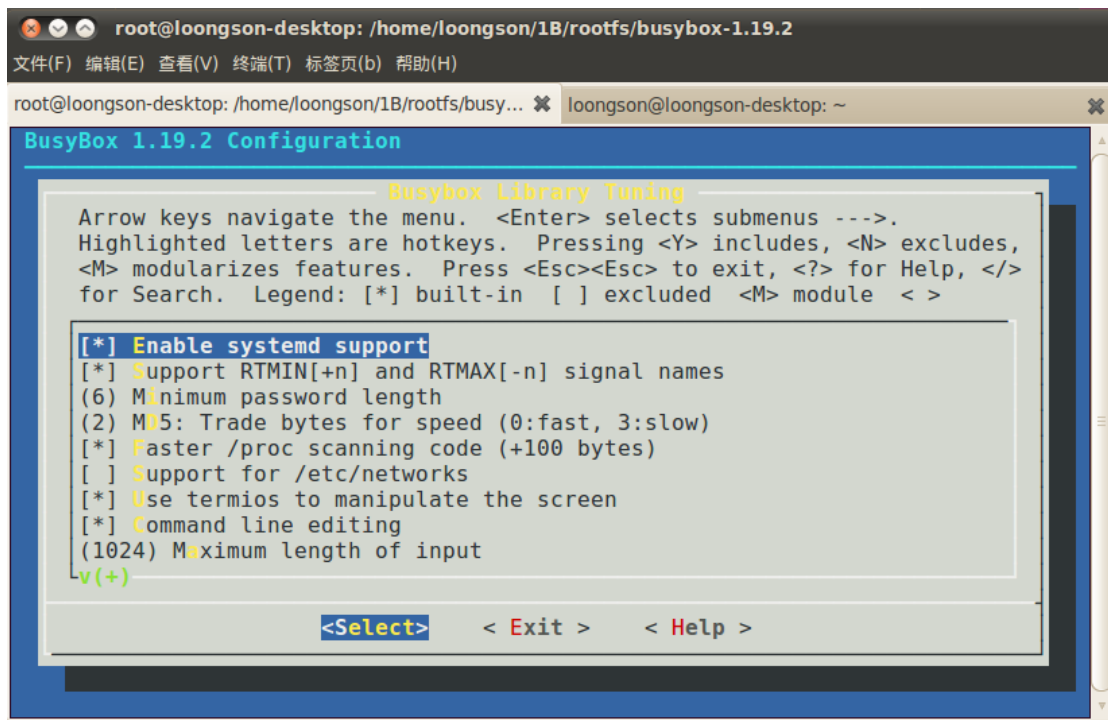 root@loongson-desktop: /home/loongson/1B/rootfs/busybox-1.19.2
文件(F) 编辑(E) 查看(V) 终端(T) 标签页(b) 帮助(H)
root@loongson-desktop: /home/loongson/1B/rootfs/busy... ✖ loongson@loongson-desktop: ~ ✖
BusyBox 1.19.2 Configuration
Busybox Library Tuning
Arrow keys navigate the menu. <Enter> selects submenus --->.
Highlighted letters are hotkeys. Pressing <Y> includes, <N> excludes,
<M> modularizes features. Press <Esc><Esc> to exit, <?> for Help, </>
for Search. Legend: [*] built-in [ ] excluded <M> module < >
[*] Enable systemd support
[*] Support RTMIN[+n] and RTMAX[-n] signal names
(6) Minimum password length
(2) MD5: Trade bytes for speed (0:fast, 3:slow)
[*] Faster /proc scanning code (+100 bytes)
[ ] Support for /etc/networks
[*] Use termios to manipulate the screen
[*] Command line editing
(1024) Maximum length of input
v(+)
<Select> < Exit > < Help >